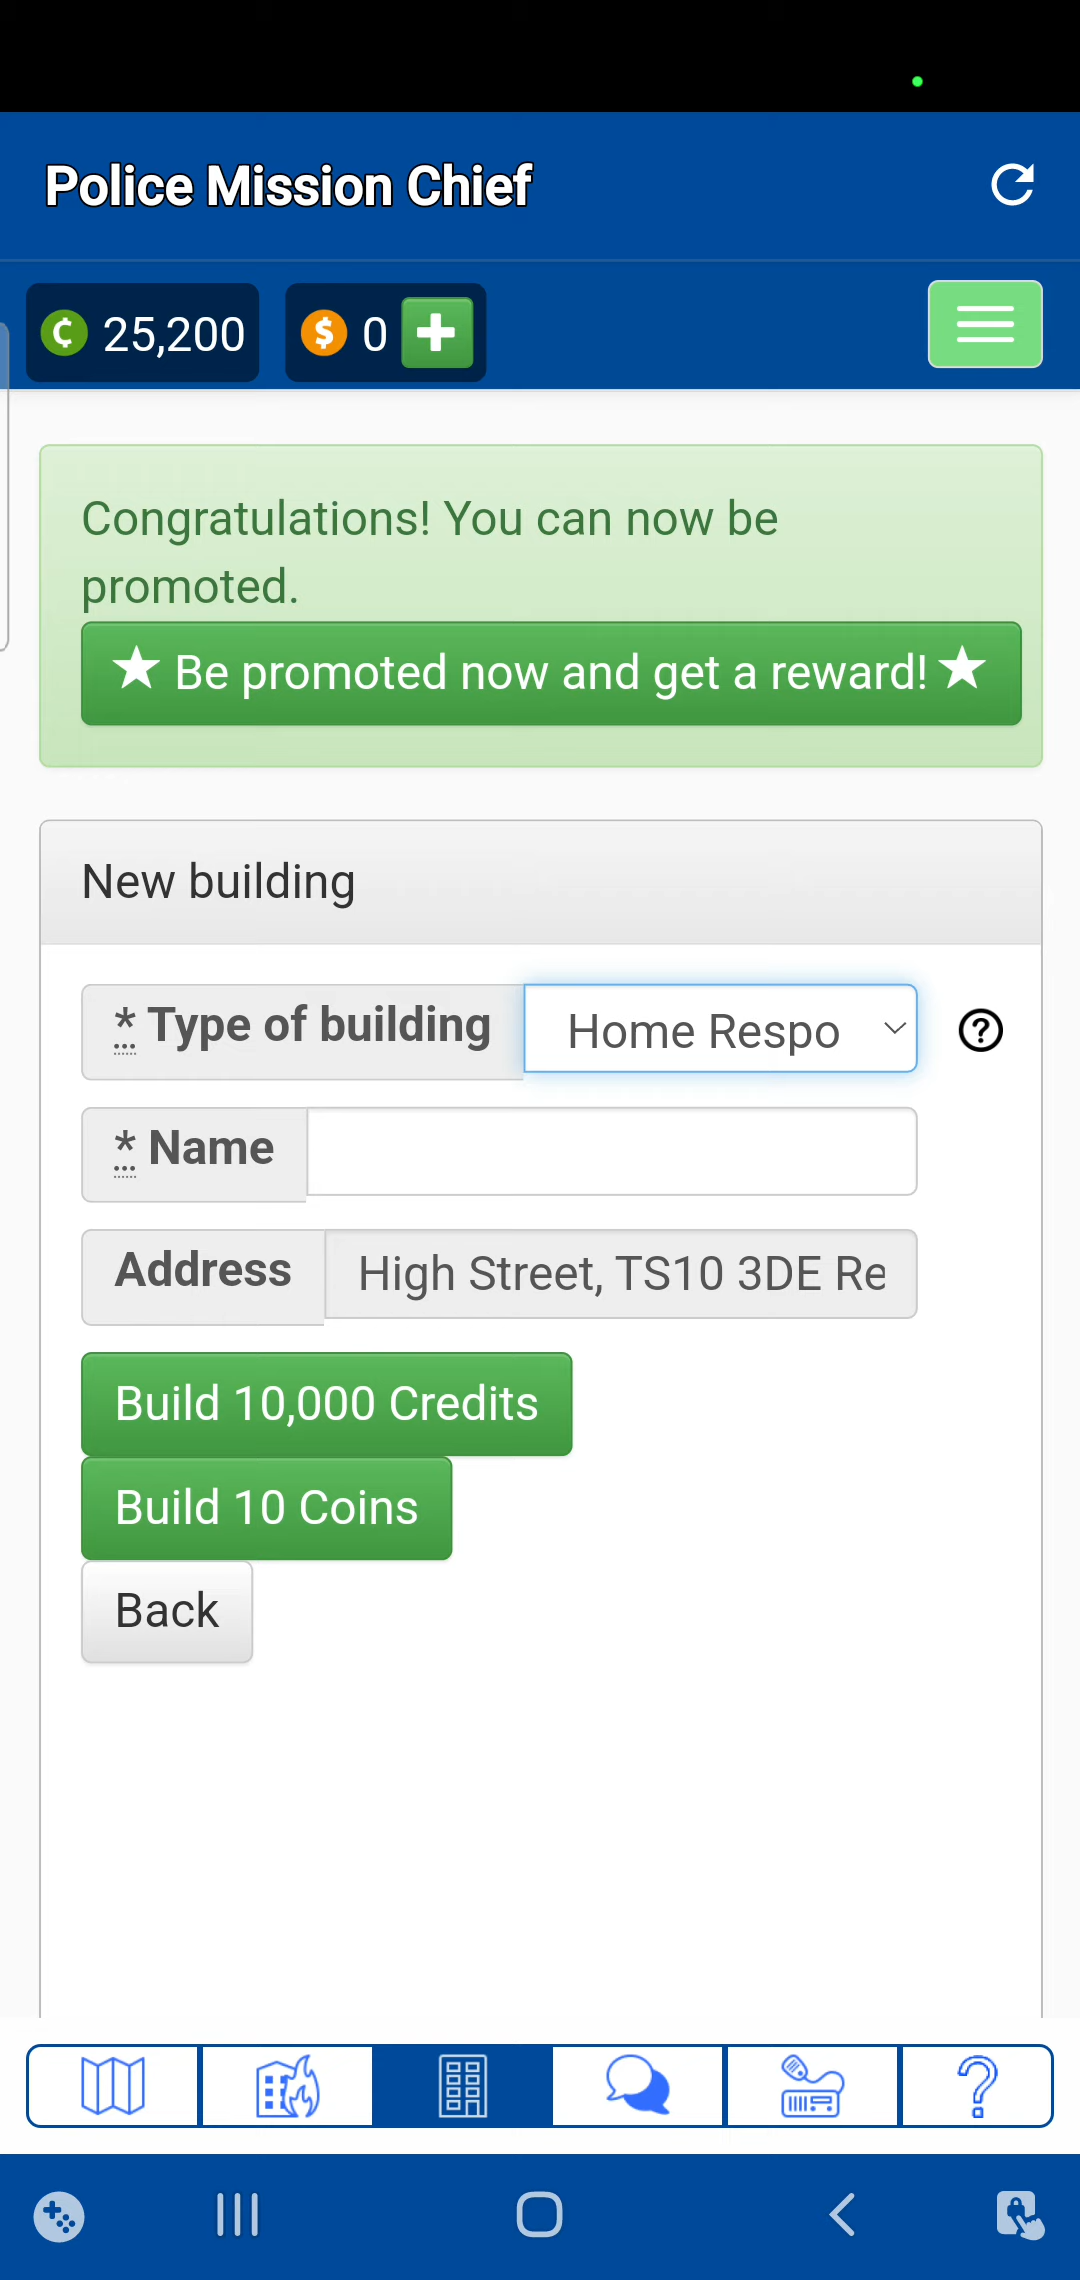 Police Mission Chief
25,200
0
Congratulations! You can now be
promoted.
Be promoted now and get a reward!
New building
* Type of building
Home Respo
* Name
Address
High Street, TS10 3DE Re
Build 10,000 Credits
Build 10 Coins
Back